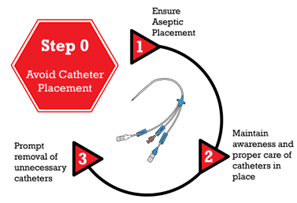 Step 0
Avoid Catheter
Placement
Ensure
Aseptic
Placement
1
Maintain
awareness and
proper care of
catheters in
place
2
Prompt
removal of
unnecessary
catheters
3